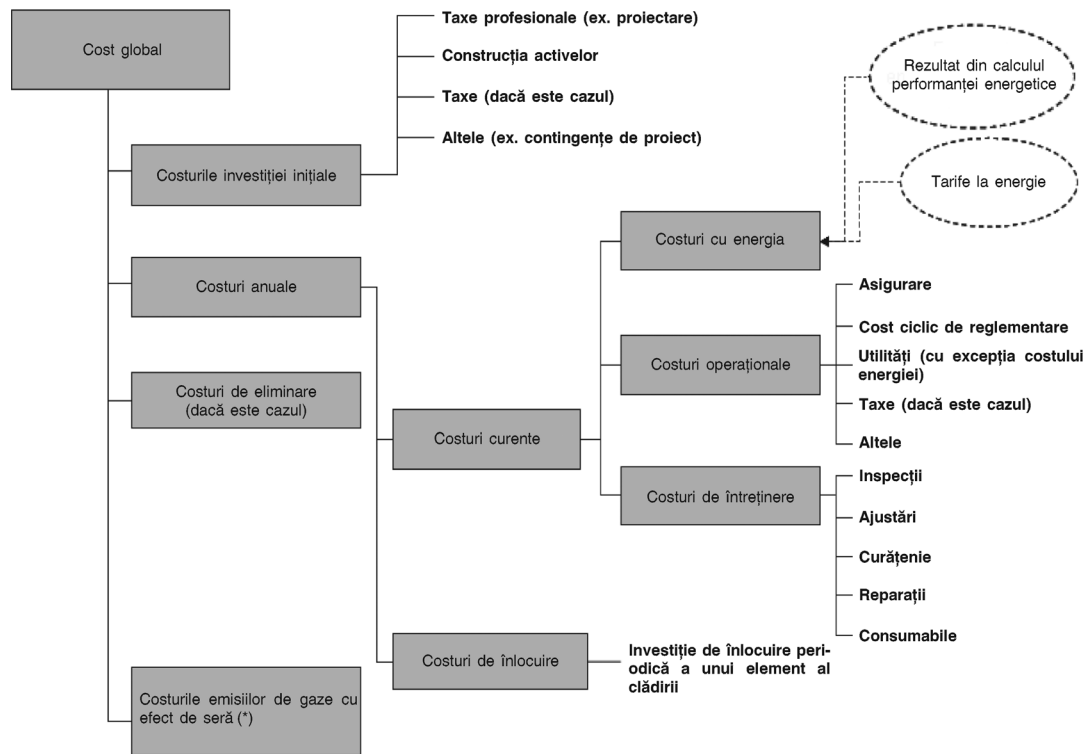 Cost global
Taxe profesionale (ex. proiectare)
Construcția activelor
Taxe (dacă este cazul)
Altele (ex. contingențe de proiect)
Costurile investiției inițiale
Rezultat din calculul
performanței energetice
Tarife la energie
Costuri cu energia
Costuri anuale
Asigurare
Cost ciclic de reglementare
Costuri operaționale
Utilități (cu excepția costului
energiei)
Taxe (dacă este cazul)
Altele
Costuri de eliminare
(dacă este cazul)
Costuri curente
Costuri de întreținere
Inspecții
Ajustări
Curățenie
Reparații
Consumabile
Costuri de înlocuire
Investiție de înlocuire peri-
odică a unui element al
clădirii
Costurile emisiilor de gaze cu
efect de seră (*)